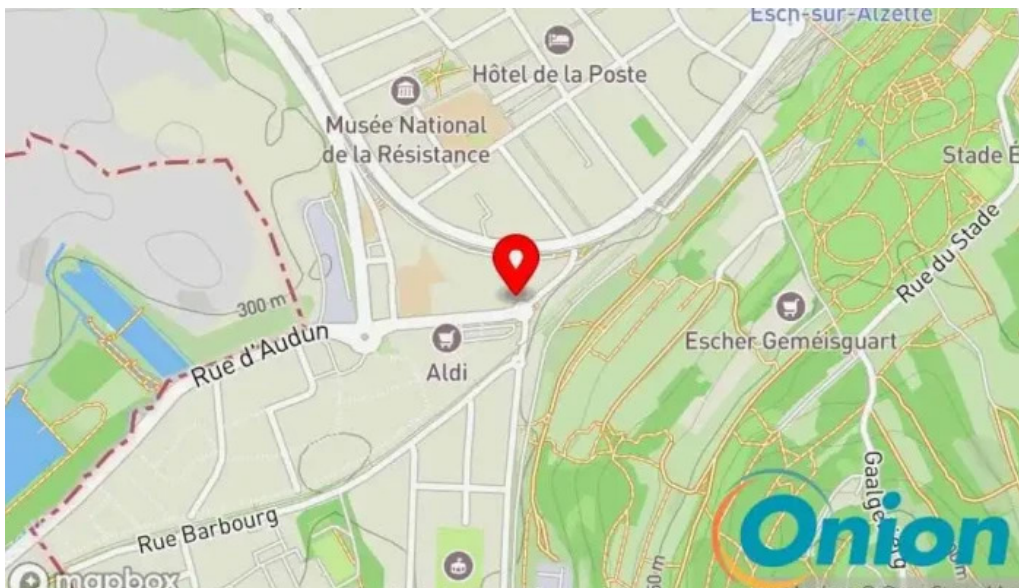 Esch-sur-Alzette
Hôtel de la Poste
Musée National
de la Résistance
Stade É
Rue du Stade
300 m
Escher Geméisguart
Rue d'Audun
Aldi
Rue Barbourg
Onion
mapbox